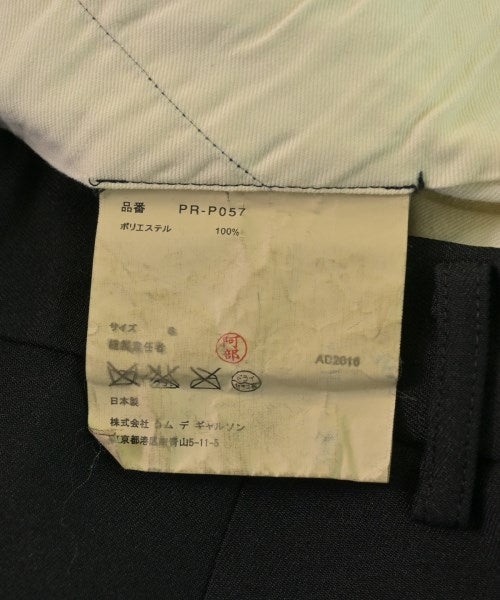 品番 PR-P057
ポリエステル 100%
サイズ S
縫製責任者 阿部
AD2016
日本製
株式会社 コム デ ギャルソン
東京都港区南青山5-11-5